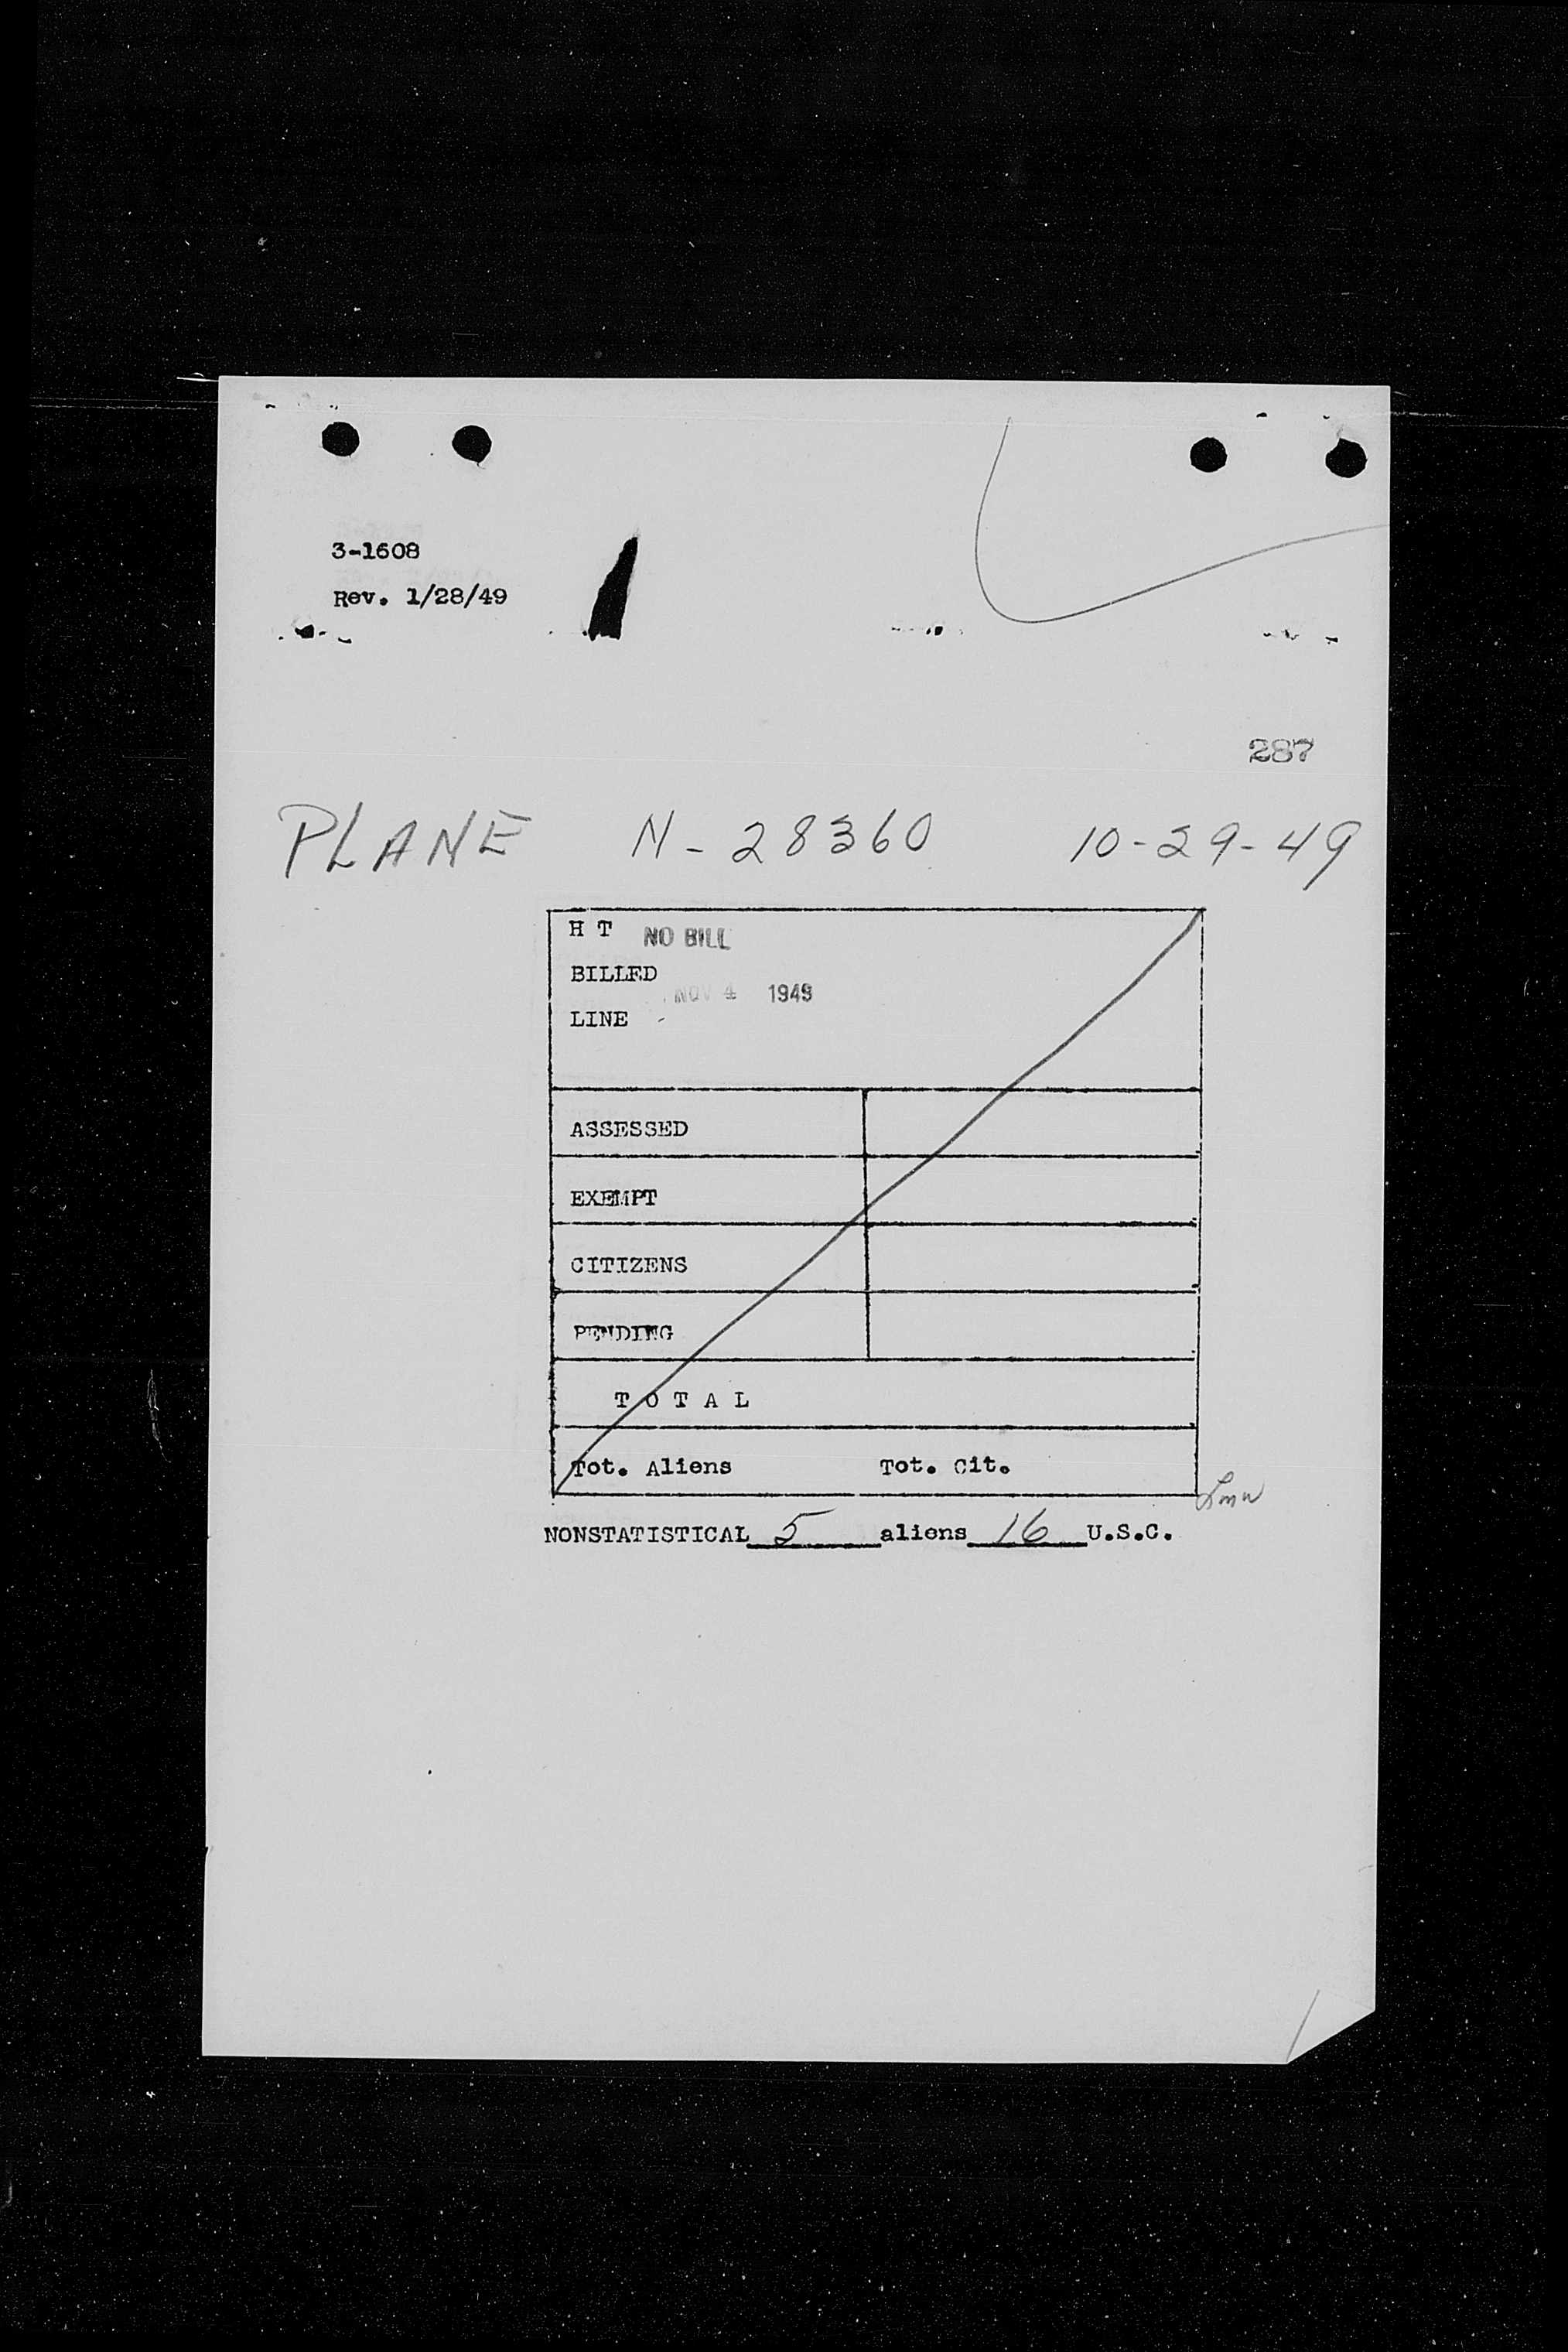 3-1608
Rev. 1/28/49
287
PLANE N-28360 10-29-49
H T NO BILL
BILLED
NOV 4 1949
LINE
ASSESSED
EXEMPT
CITIZENS
PENDING
T O T A L
Tot. Aliens Tot. Cit.
NONSTATISTICAL 5 aliens 16 U.S.C.